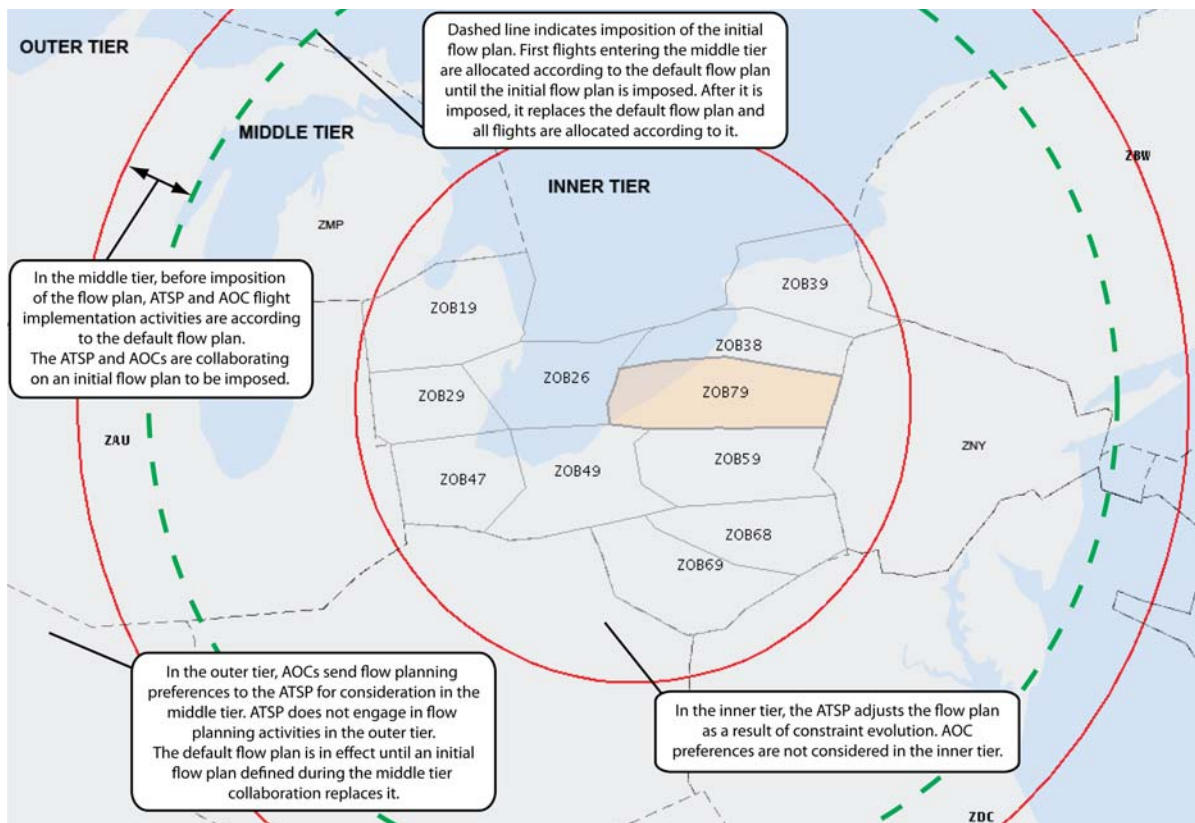 OUTER TIER
Dashed line indicates imposition of the initial
flow plan. First flights entering the middle tier
are allocated according to the default flow plan
until the initial flow plan is imposed. After it is
imposed, it replaces the default flow plan and
all flights are allocated according to it.
MIDDLE TIER
ZBW
INNER TIER
ZMP
In the middle tier, before imposition
of the flow plan, ATSP and AOC flight
implementation activities are according
to the default flow plan.
The ATSP and AOCs are collaborating
on an initial flow plan to be imposed.
ZOB19
ZOB39
ZOB38
ZOB26
ZOB79
ZOB29
ZAU
ZNY
ZOB59
ZOB49
ZOB47
ZOB68
ZOB69
In the outer tier, AOCs send flow planning
preferences to the ATSP for consideration in the
middle tier. ATSP does not engage in flow
planning activities in the outer tier.
The default flow plan is in effect until an initial
flow plan defined during the middle tier
collaboration replaces it.
In the inner tier, the ATSP adjusts the flow plan
as a result of constraint evolution. AOC
preferences are not considered in the inner tier.
ZDC